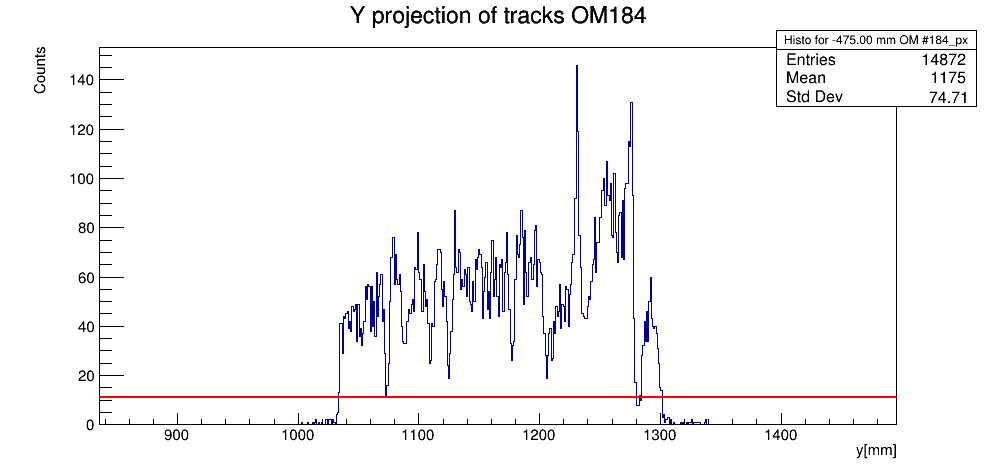 Y projection of tracks OM184
Histo for -475.00 mm OM #184_px
Entries 14872
Mean 1175
Std Dev 74.71
Counts
140
120
100
80
60
40
20
0
900 1000 1100 1200 1300 1400
y[mm]